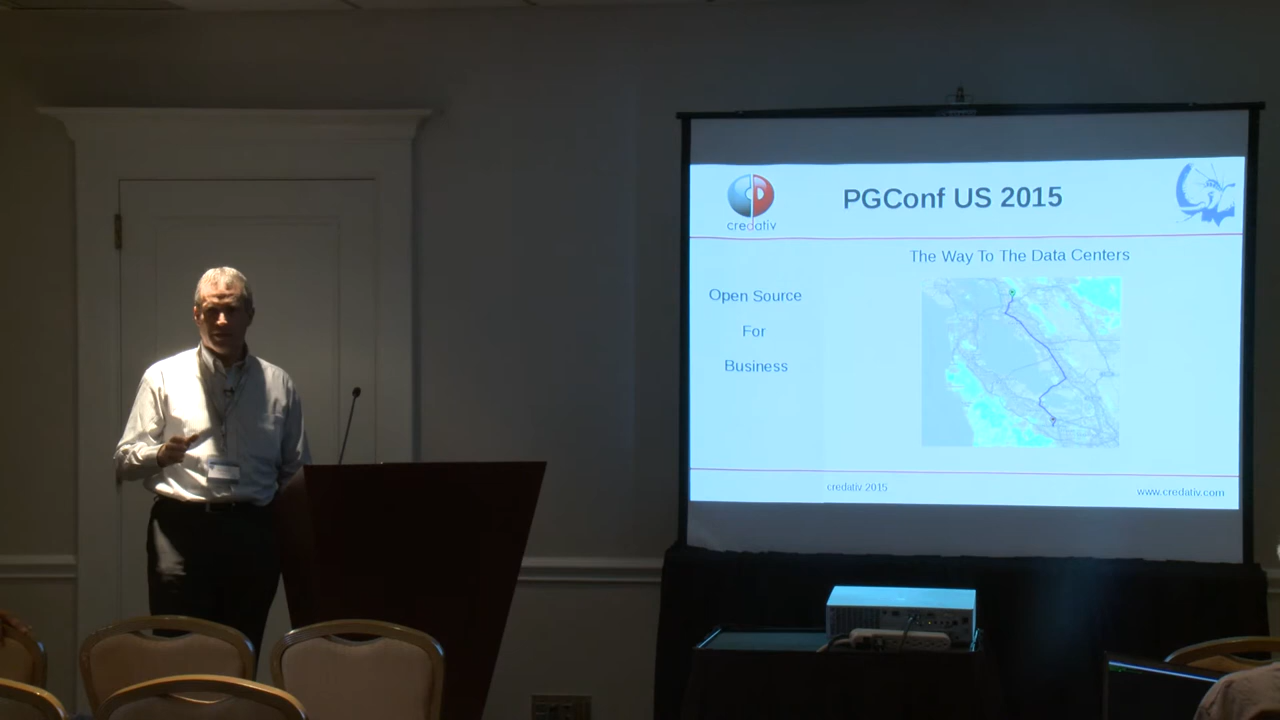 credativ
PGConf US 2015
The Way To The Data Centers
Open Source
For
Business
credativ 2015
www.credativ.com